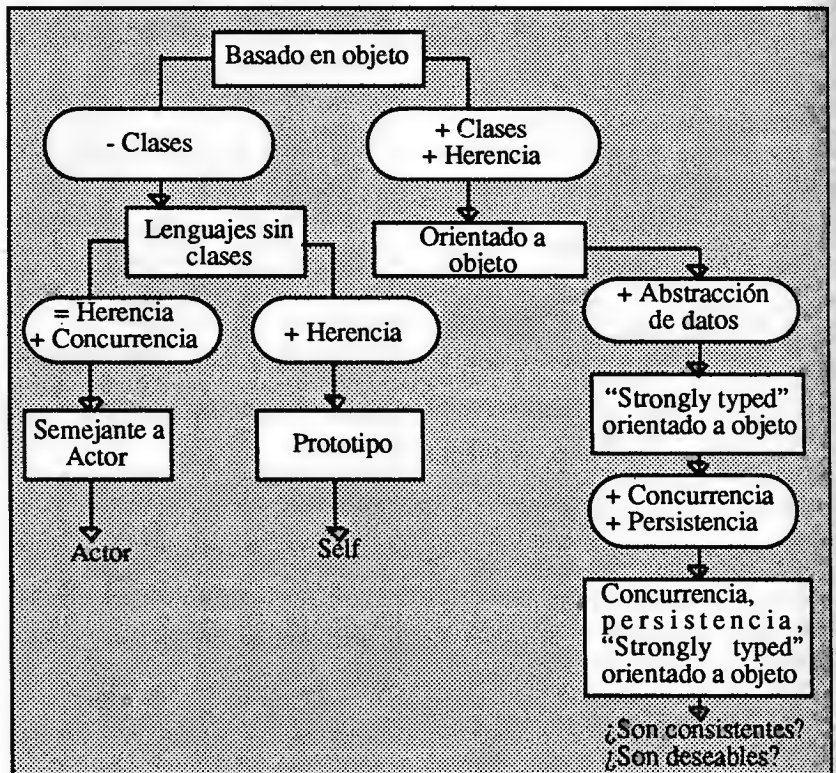 Basado en objeto
- Clases
+ Clases
+ Herencia
Lenguajes sin
clases
Orientado a
objeto
= Herencia
+ Concurrencia
+ Herencia
+ Abstracción
de datos
Semejante a
Actor
Prototipo
“Strongly typed”
orientado a objeto
Actor
Self
+ Concurrencia
+ Persistencia
Concurrencia,
persistencia,
“Strongly typed”
orientado a objeto
¿Son consistentes?
¿Son deseables?